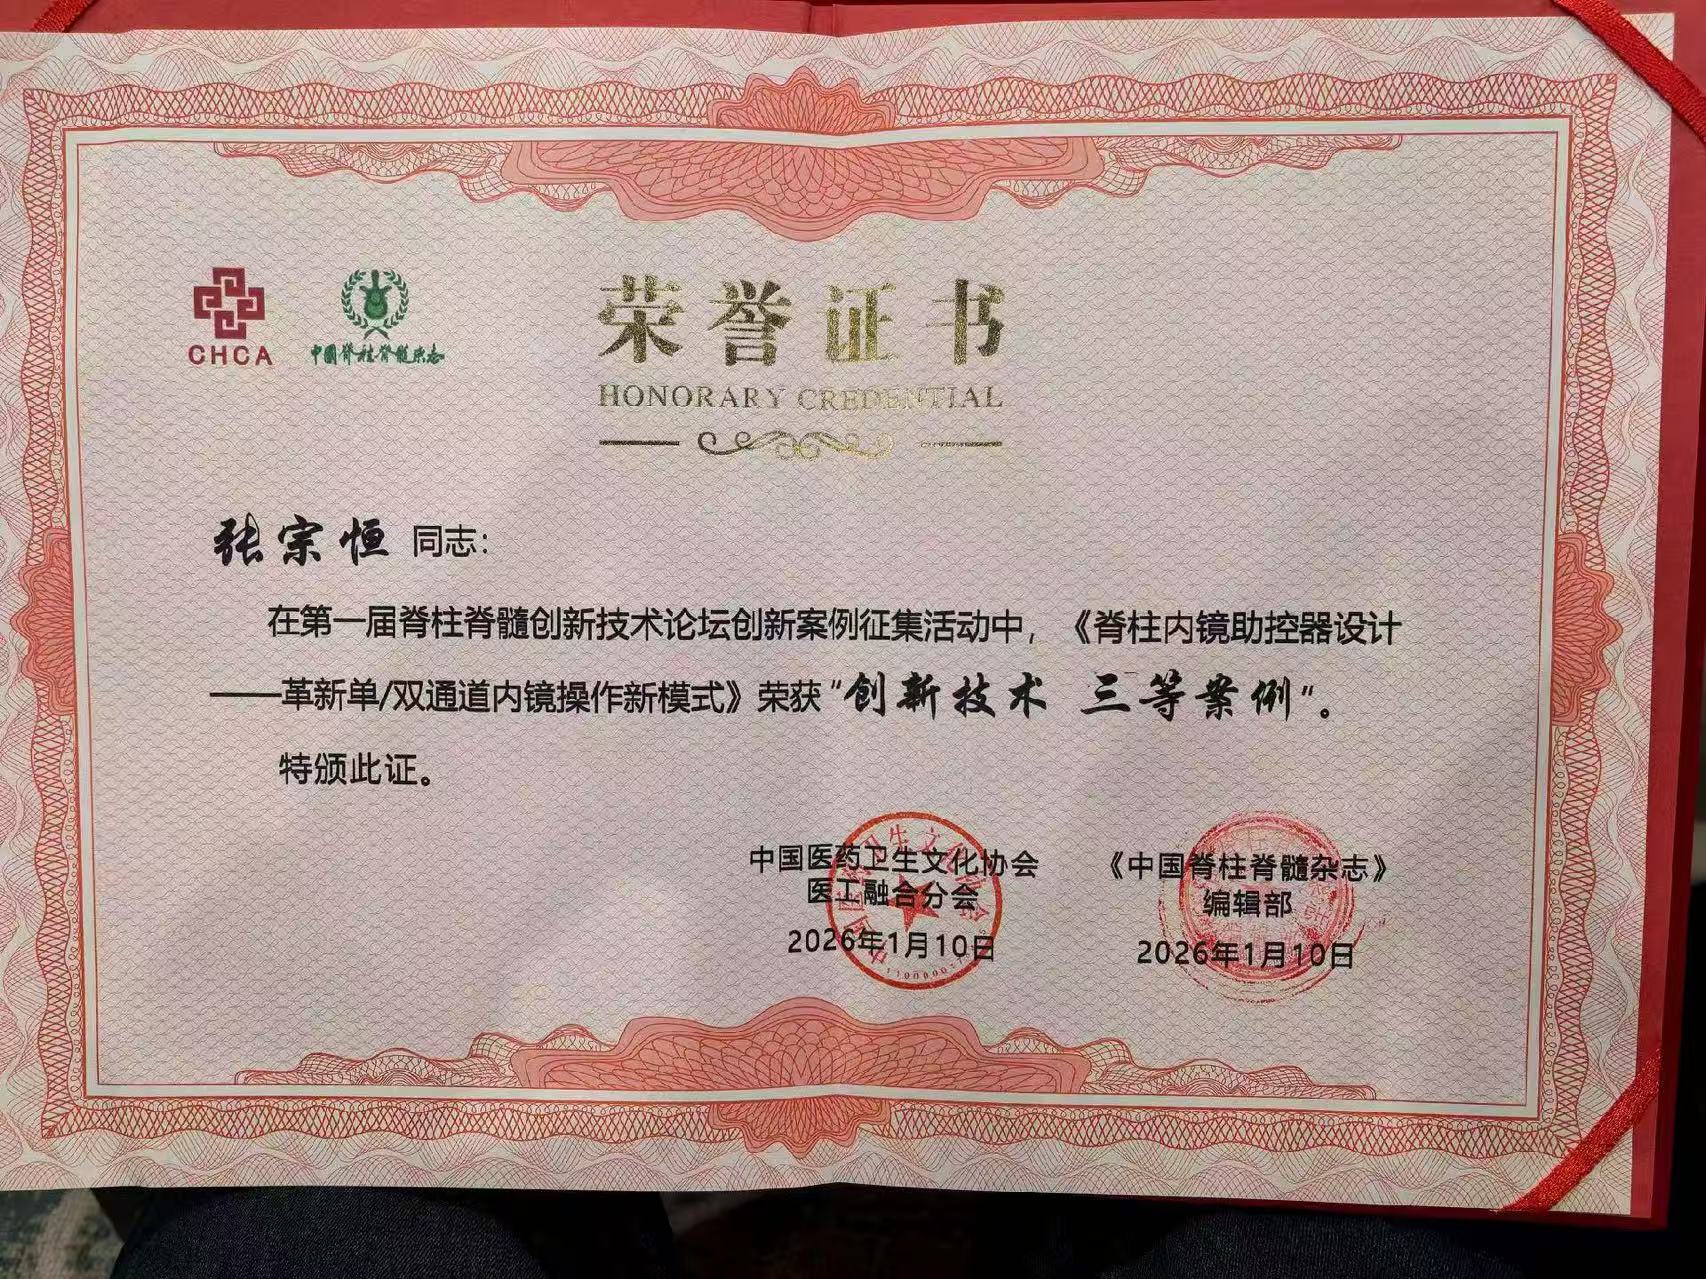 CHCA
中国脊柱脊髓杂志
荣誉证书
HONORARY CREDENTIAL
张宗恒 同志：
在第一届脊柱脊髓创新技术论坛创新案例征集活动中，《脊柱内镜助控器设计
——革新单/双通道内镜操作新模式》荣获“创新技术 三等案例”。
特颁此证。
中国医药卫生文化协会
医工融合分会
2026年1月10日
《中国脊柱脊髓杂志》
编辑部
2026年1月10日